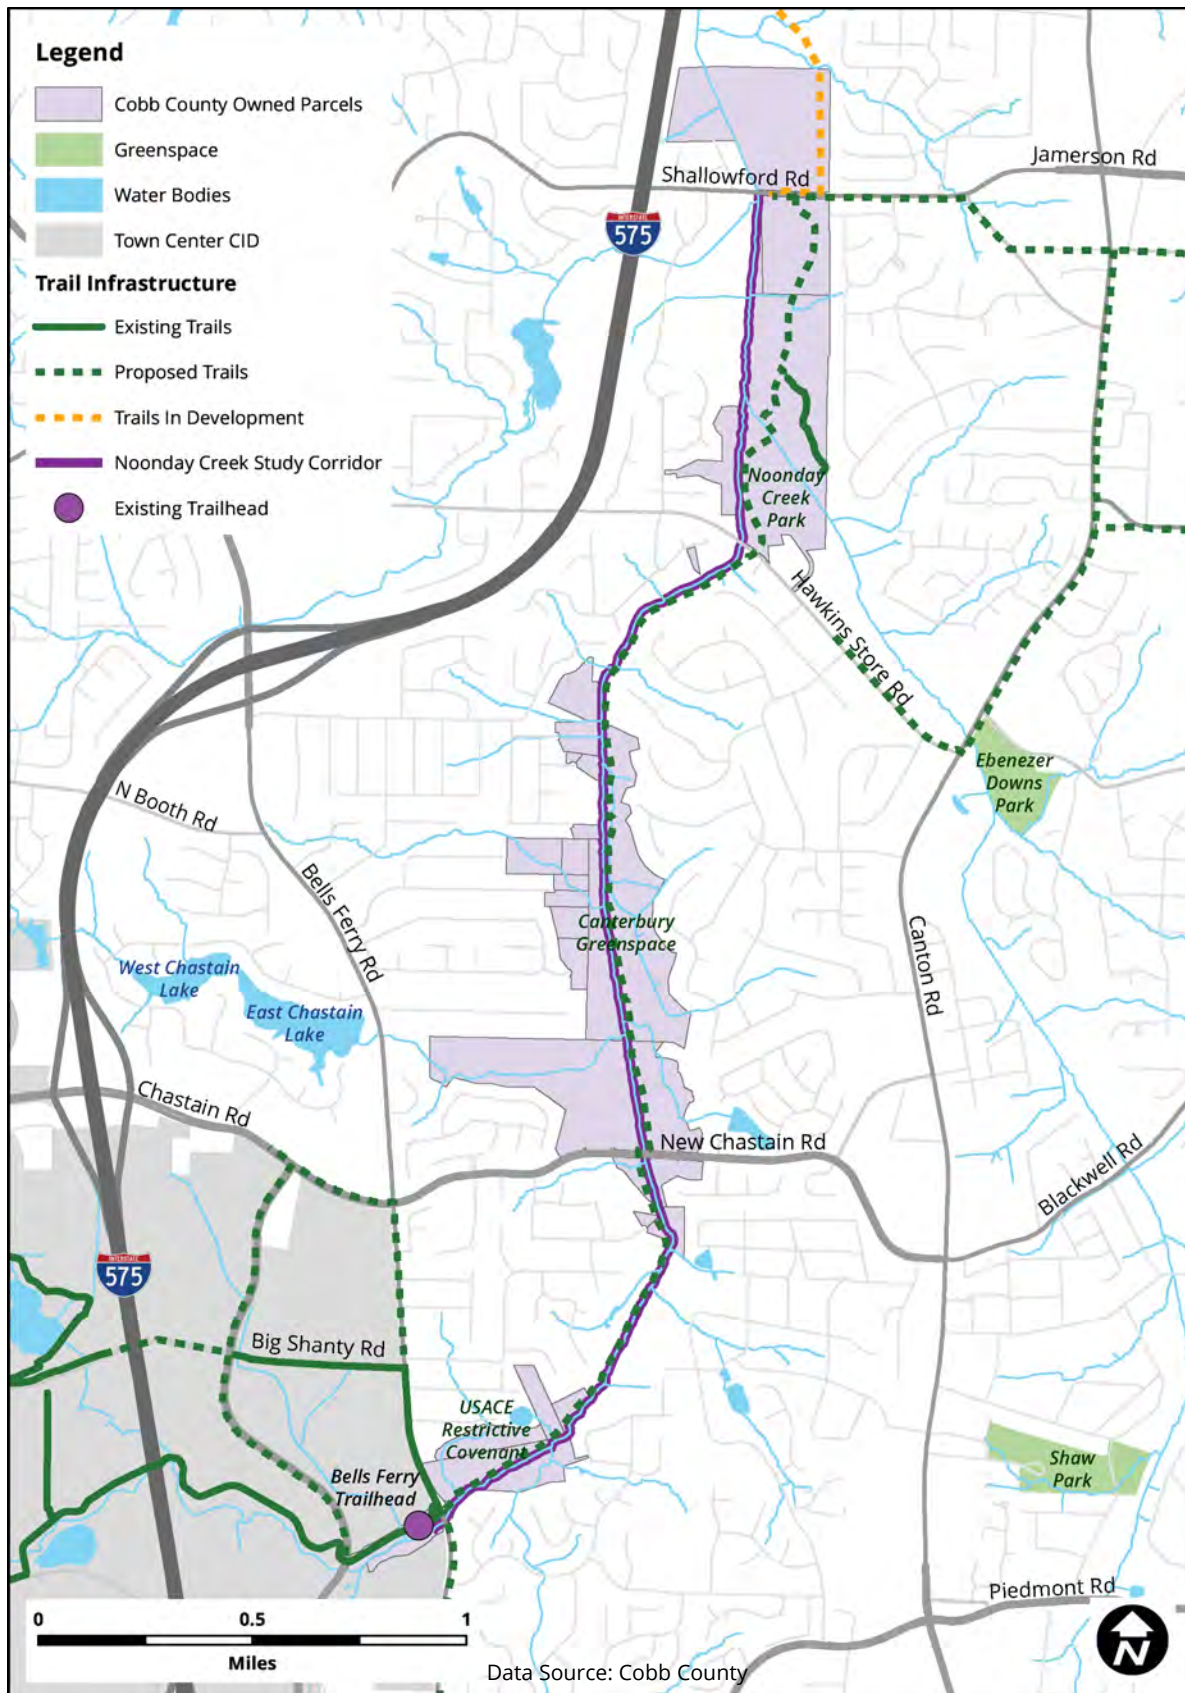 Legend
Cobb County Owned Parcels
Greenspace
Water Bodies
Town Center CID
Trail Infrastructure
Existing Trails
Proposed Trails
Trails In Development
Noonday Creek Study Corridor
Existing Trailhead
Jamerson Rd
Shallowford Rd
INTERSTATE
575
Noonday
Creek
Park
Hawkins Store Rd
Ebenezer
Downs
Park
N Booth Rd
Bells Ferry Rd
Canterbury
Greenspace
Canton Rd
West Chastain
Lake
East Chastain
Lake
Chastain Rd
New Chastain Rd
Blackwell Rd
INTERSTATE
575
Big Shanty Rd
USACE
Restrictive
Covenant
Bells Ferry
Trailhead
Shaw
Park
Piedmont Rd
0 0.5 1
Miles
Data Source: Cobb County
N